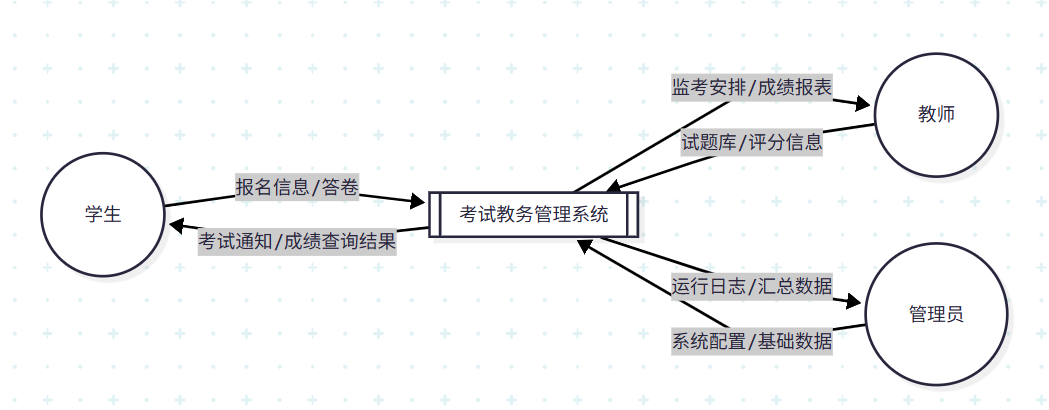 监考安排/成绩报表
教师
试题库/评分信息
报名信息/答卷
学生
考试教务管理系统
考试通知/成绩查询结果
运行日志/汇总数据
管理员
系统配置/基础数据